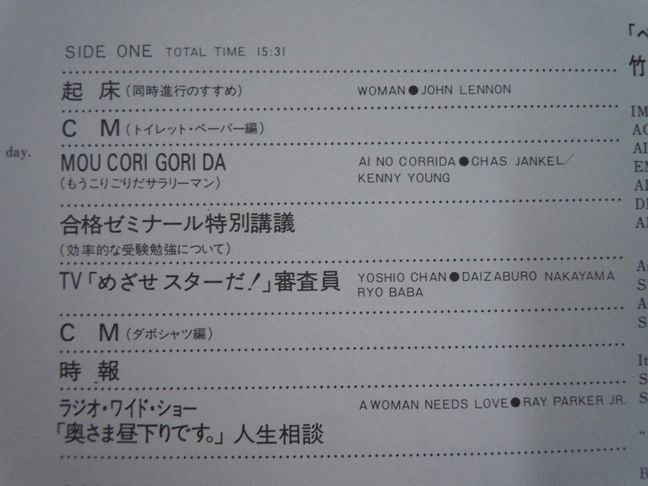 SIDE ONE TOTAL TIME 15:31
起 床(同時進行のすすめ) WOMAN●JOHN LENNON
C M(トイレット・ペーパー編)
MOU CORI GORI DA AI NO CORRIDA●CHAS JANKEL/
(もうこりごりだサラリーマン) KENNY YOUNG
合格ゼミナール特別講議
(効率的な受験勉強について)
TV「めざせスターだ!」審査員 YOSHIO CHAN●DAIZABURO NAKAYAMA
RYO BABA
C M(ダボシャツ編)
時 報
ラジオ・ワイド・ショー A WOMAN NEEDS LOVE●RAY PARKER JR.
「奥さま昼下りです。」人生相談
day.
竹
IM